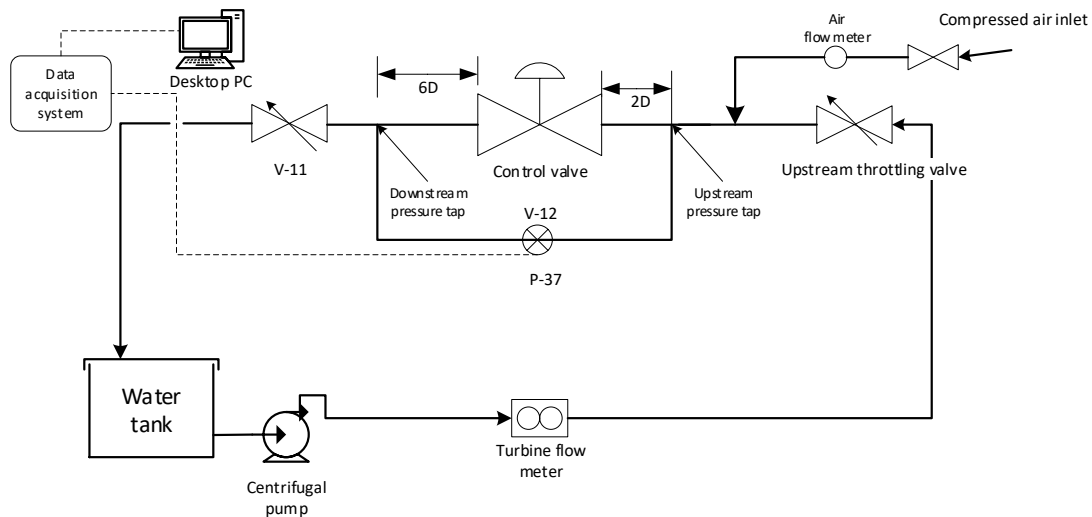 Air
flow meter
Compressed air inlet
Data
acquisition
system
Desktop PC
6D
2D
V-11
Control valve
Upstream throttling valve
Downstream
pressure tap
Upstream
pressure tap
V-12
P-37
Water
tank
Turbine flow
meter
Centrifugal
pump